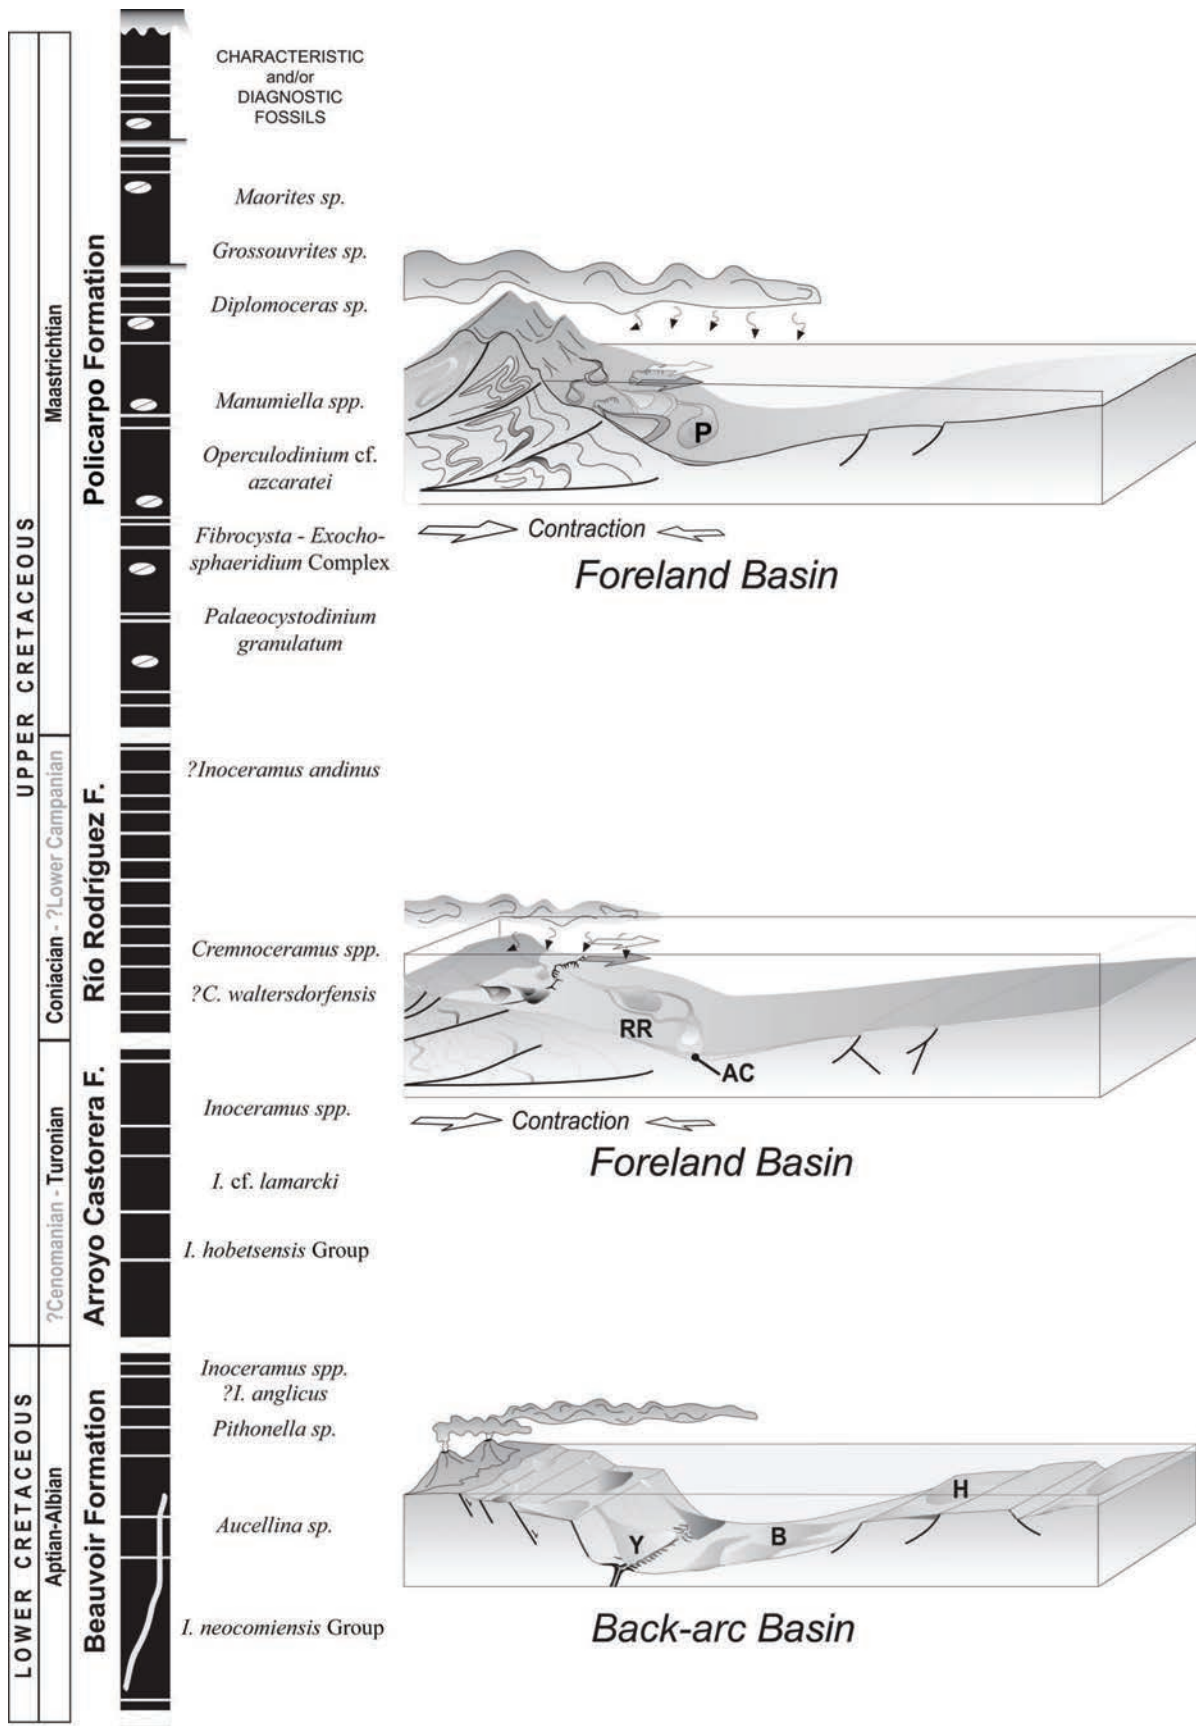 CHARACTERISTIC
and/or
DIAGNOSTIC
FOSSILS
UPPER CRETACEOUS
Maastrichtian
Policarpo Formation
Maorites sp.
Grossouvrites sp.
Diplomoceras sp.
Manumiella spp.
Operculodinium cf.
azcaratei
Fibrocysta - Exocho-
sphaeridium Complex
Palaeocystodinium
granulatum
P
Contraction
Foreland Basin
Coniacian - ?Lower Campanian
Río Rodríguez F.
?Inoceramus andinus
Cremnoceramus spp.
?C. waltersdorfensis
RR
AC
Contraction
Foreland Basin
?Cenomanian - Turonian
Arroyo Castorera F.
Inoceramus spp.
I. cf. lamarcki
I. hobetsensis Group
LOWER CRETACEOUS
Aptian-Albian
Beauvoir Formation
Inoceramus spp.
?I. anglicus
Pithonella sp.
Aucellina sp.
I. neocomiensis Group
Y
B
H
Back-arc Basin